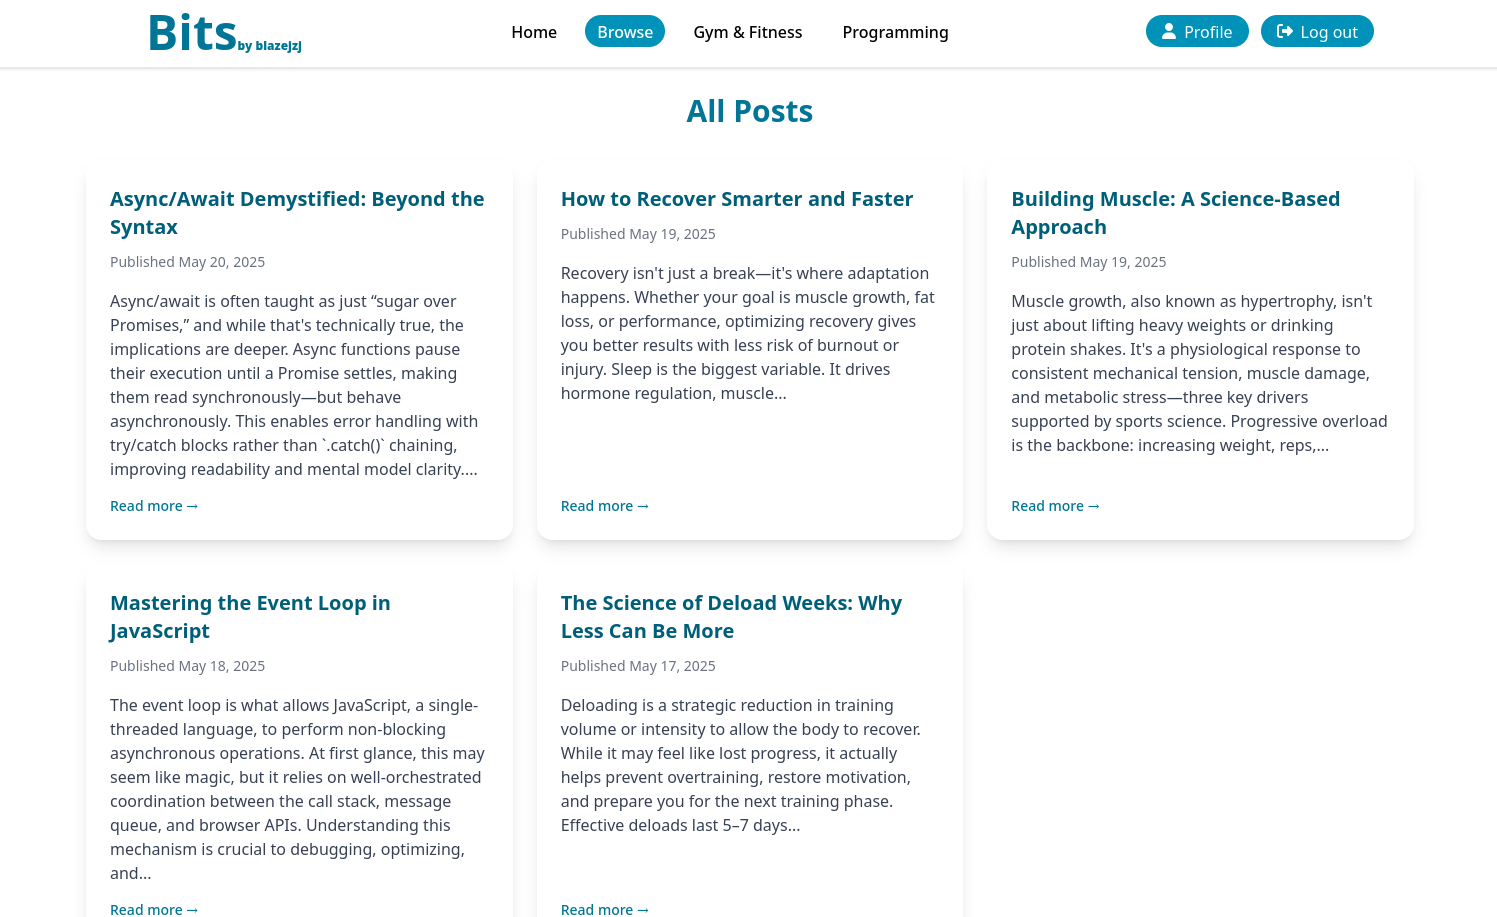 Bits by blazejzj
Home Browse Gym & Fitness Programming Profile Log out
All Posts
Async/Await Demystified: Beyond the
Syntax
Published May 20, 2025
Async/await is often taught as just “sugar over
Promises,” and while that's technically true, the
implications are deeper. Async functions pause
their execution until a Promise settles, making
them read synchronously—but behave
asynchronously. This enables error handling with
try/catch blocks rather than `.catch()` chaining,
improving readability and mental model clarity....
Read more →
How to Recover Smarter and Faster
Published May 19, 2025
Recovery isn't just a break—it's where adaptation
happens. Whether your goal is muscle growth, fat
loss, or performance, optimizing recovery gives
you better results with less risk of burnout or
injury. Sleep is the biggest variable. It drives
hormone regulation, muscle...
Read more →
Building Muscle: A Science-Based
Approach
Published May 19, 2025
Muscle growth, also known as hypertrophy, isn't
just about lifting heavy weights or drinking
protein shakes. It's a physiological response to
consistent mechanical tension, muscle damage,
and metabolic stress—three key drivers
supported by sports science. Progressive overload
is the backbone: increasing weight, reps,...
Read more →
Mastering the Event Loop in
JavaScript
Published May 18, 2025
The event loop is what allows JavaScript, a single-
threaded language, to perform non-blocking
asynchronous operations. At first glance, this may
seem like magic, but it relies on well-orchestrated
coordination between the call stack, message
queue, and browser APIs. Understanding this
mechanism is crucial to debugging, optimizing,
and...
Read more →
The Science of Deload Weeks: Why
Less Can Be More
Published May 17, 2025
Deloading is a strategic reduction in training
volume or intensity to allow the body to recover.
While it may feel like lost progress, it actually
helps prevent overtraining, restore motivation,
and prepare you for the next training phase.
Effective deloads last 5–7 days...
Read more →